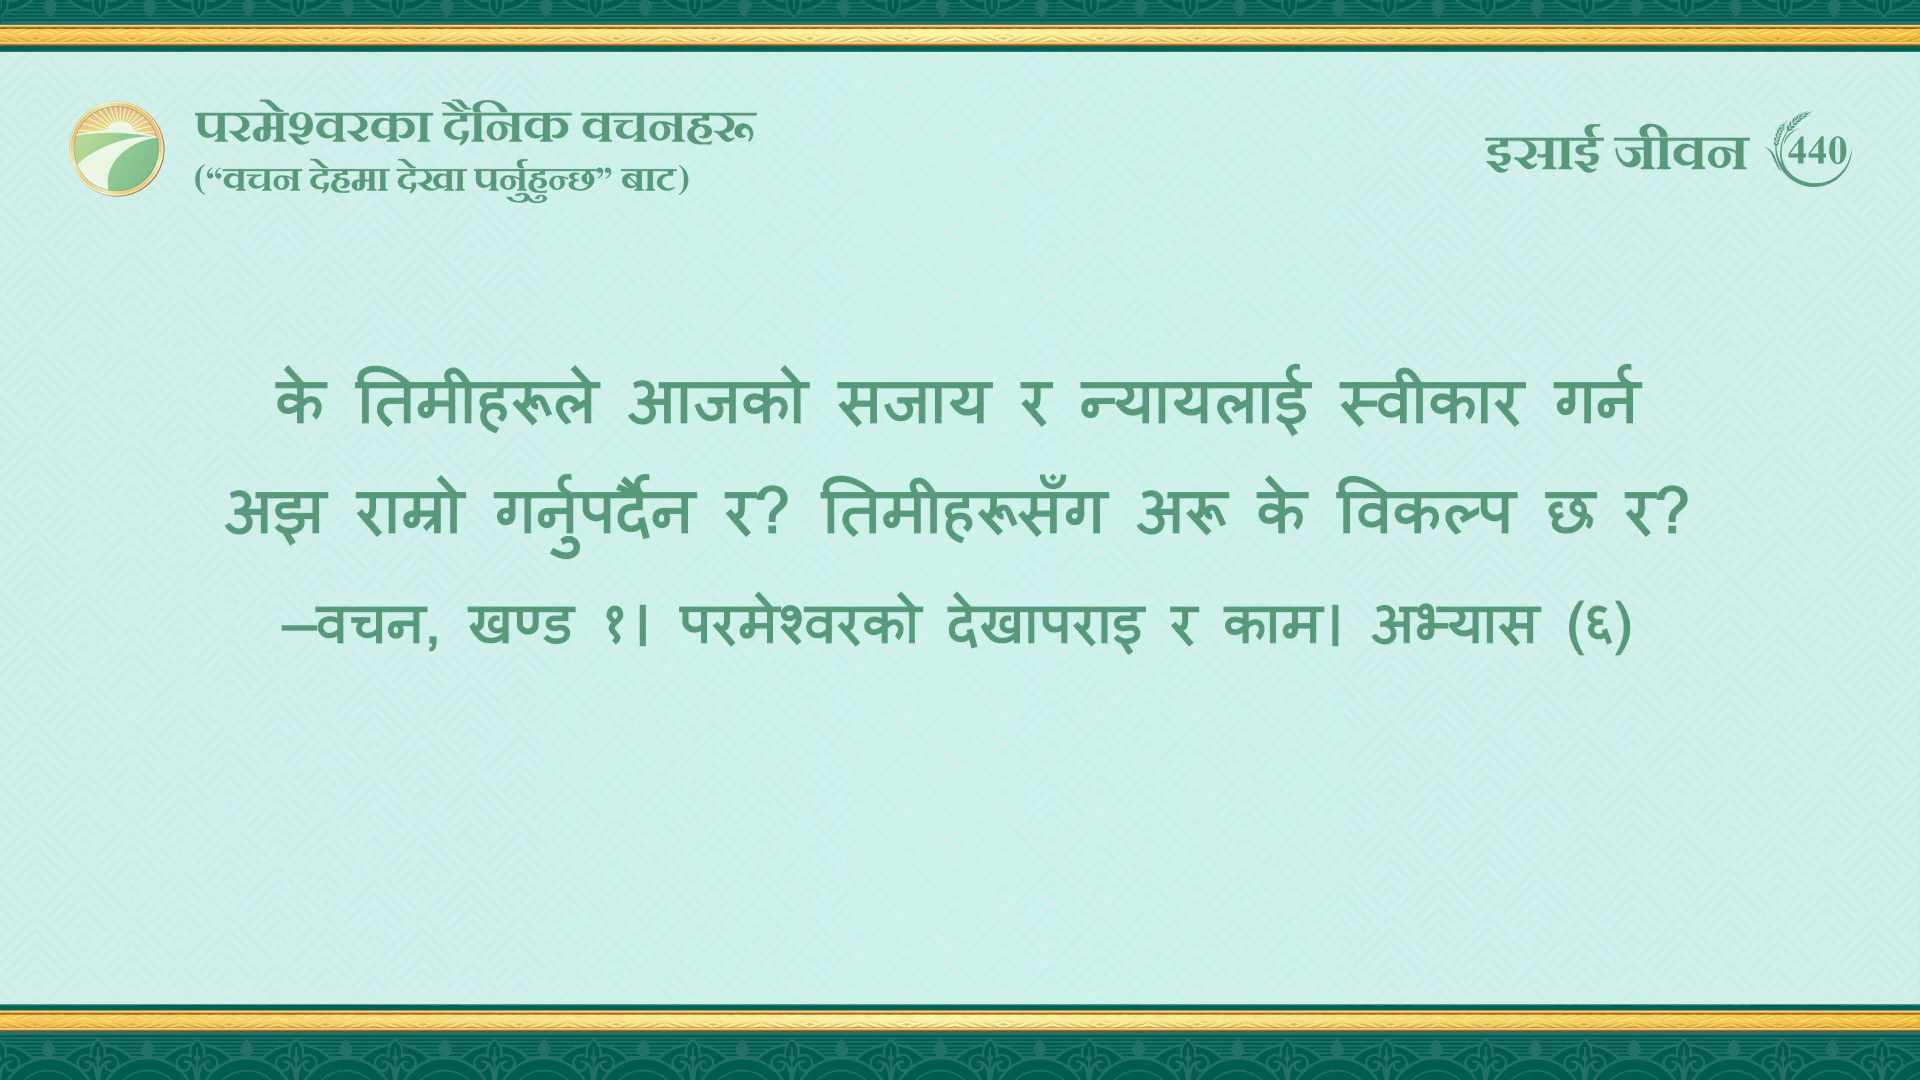 परमेश्वरका दैनिक वचनहरू
(“वचन देहमा देखा पर्नुहुन्छ” बाट)
इसाई जीवन 440
के तिमीहरूले आजको सजाय र न्यायलाई स्वीकार गर्न
अझ राम्रो गर्नुपर्दैन र? तिमीहरूसँग अरू के विकल्प छ र?
—वचन, खण्ड १। परमेश्वरको देखापराइ र काम। अभ्यास (६)